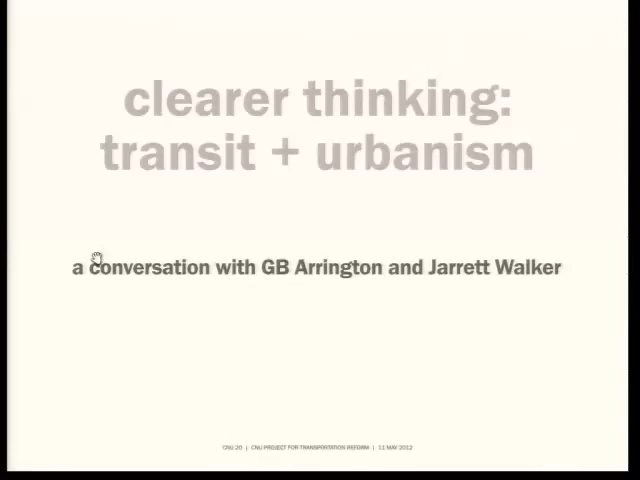 clearer thinking:
transit + urbanism
a conversation with GB Arrington and Jarrett Walker
CNU 20 | CNU PROJECT FOR TRANSPORTATION REFORM | 11 MAY 2012